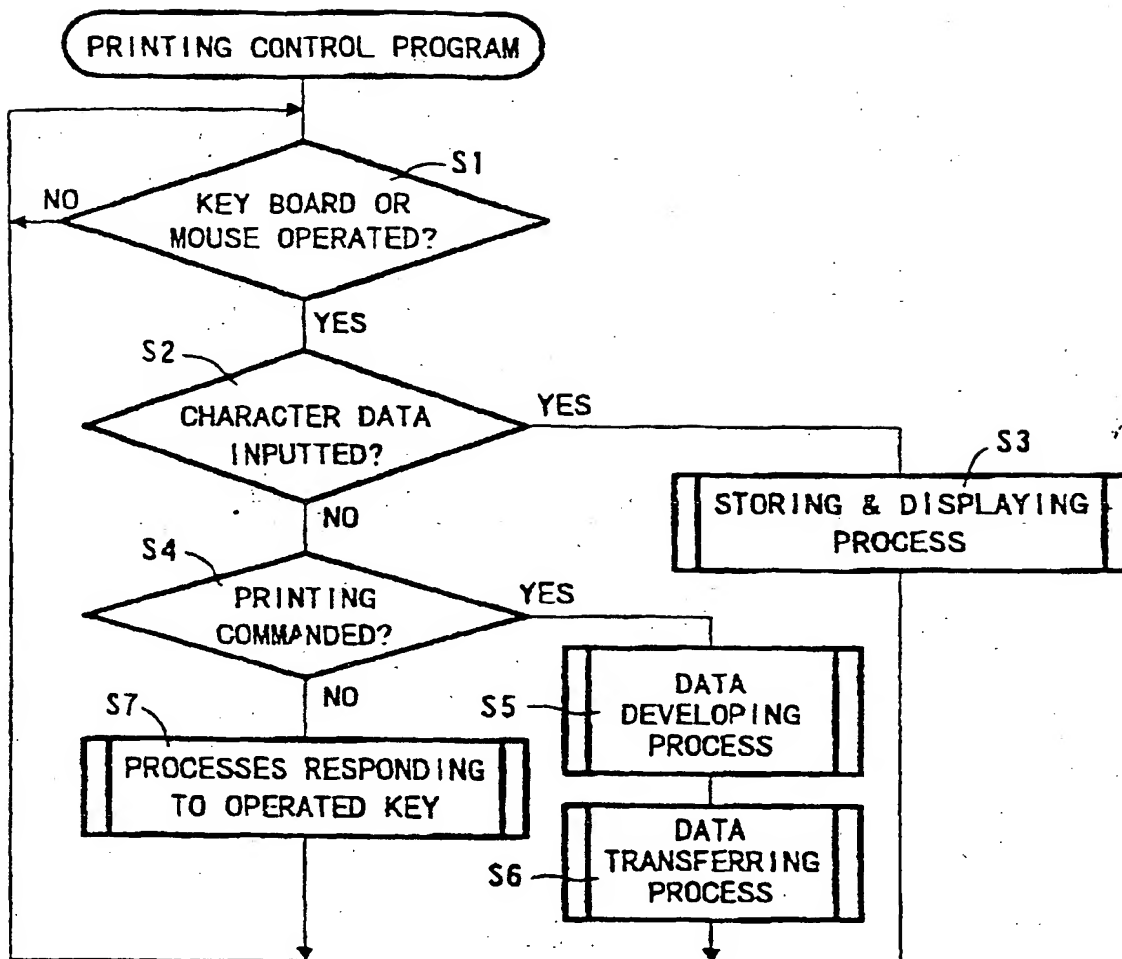 PRINTING CONTROL PROGRAM
S1
NO
KEY BOARD OR
MOUSE OPERATED?
YES
S2
CHARACTER DATA
INPUTTED?
YES
S3
STORING & DISPLAYING
PROCESS
NO
S4
PRINTING
COMMANDED?
YES
NO
S5
DATA
DEVELOPING
PROCESS
S7
PROCESSES RESPONDING
TO OPERATED KEY
S6
DATA
TRANSFERRING
PROCESS